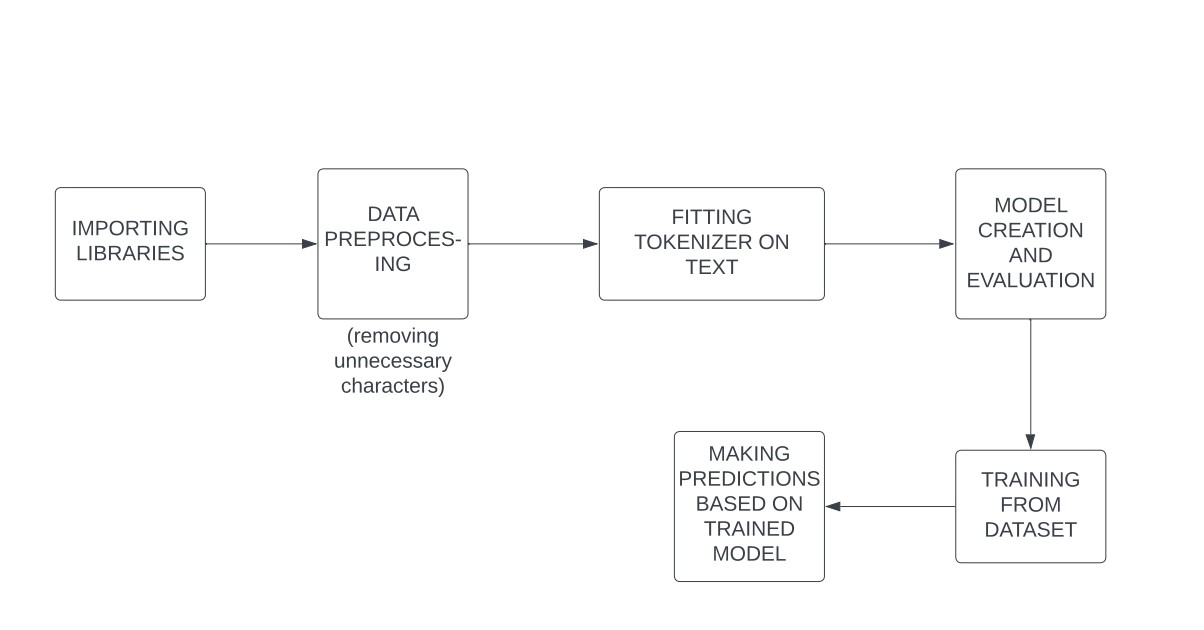 IMPORTING
LIBRARIES
DATA
PREPROCES-
ING
(removing
unnecessary
characters)
FITTING
TOKENIZER ON
TEXT
MODEL
CREATION
AND
EVALUATION
TRAINING
FROM
DATASET
MAKING
PREDICTIONS
BASED ON
TRAINED
MODEL